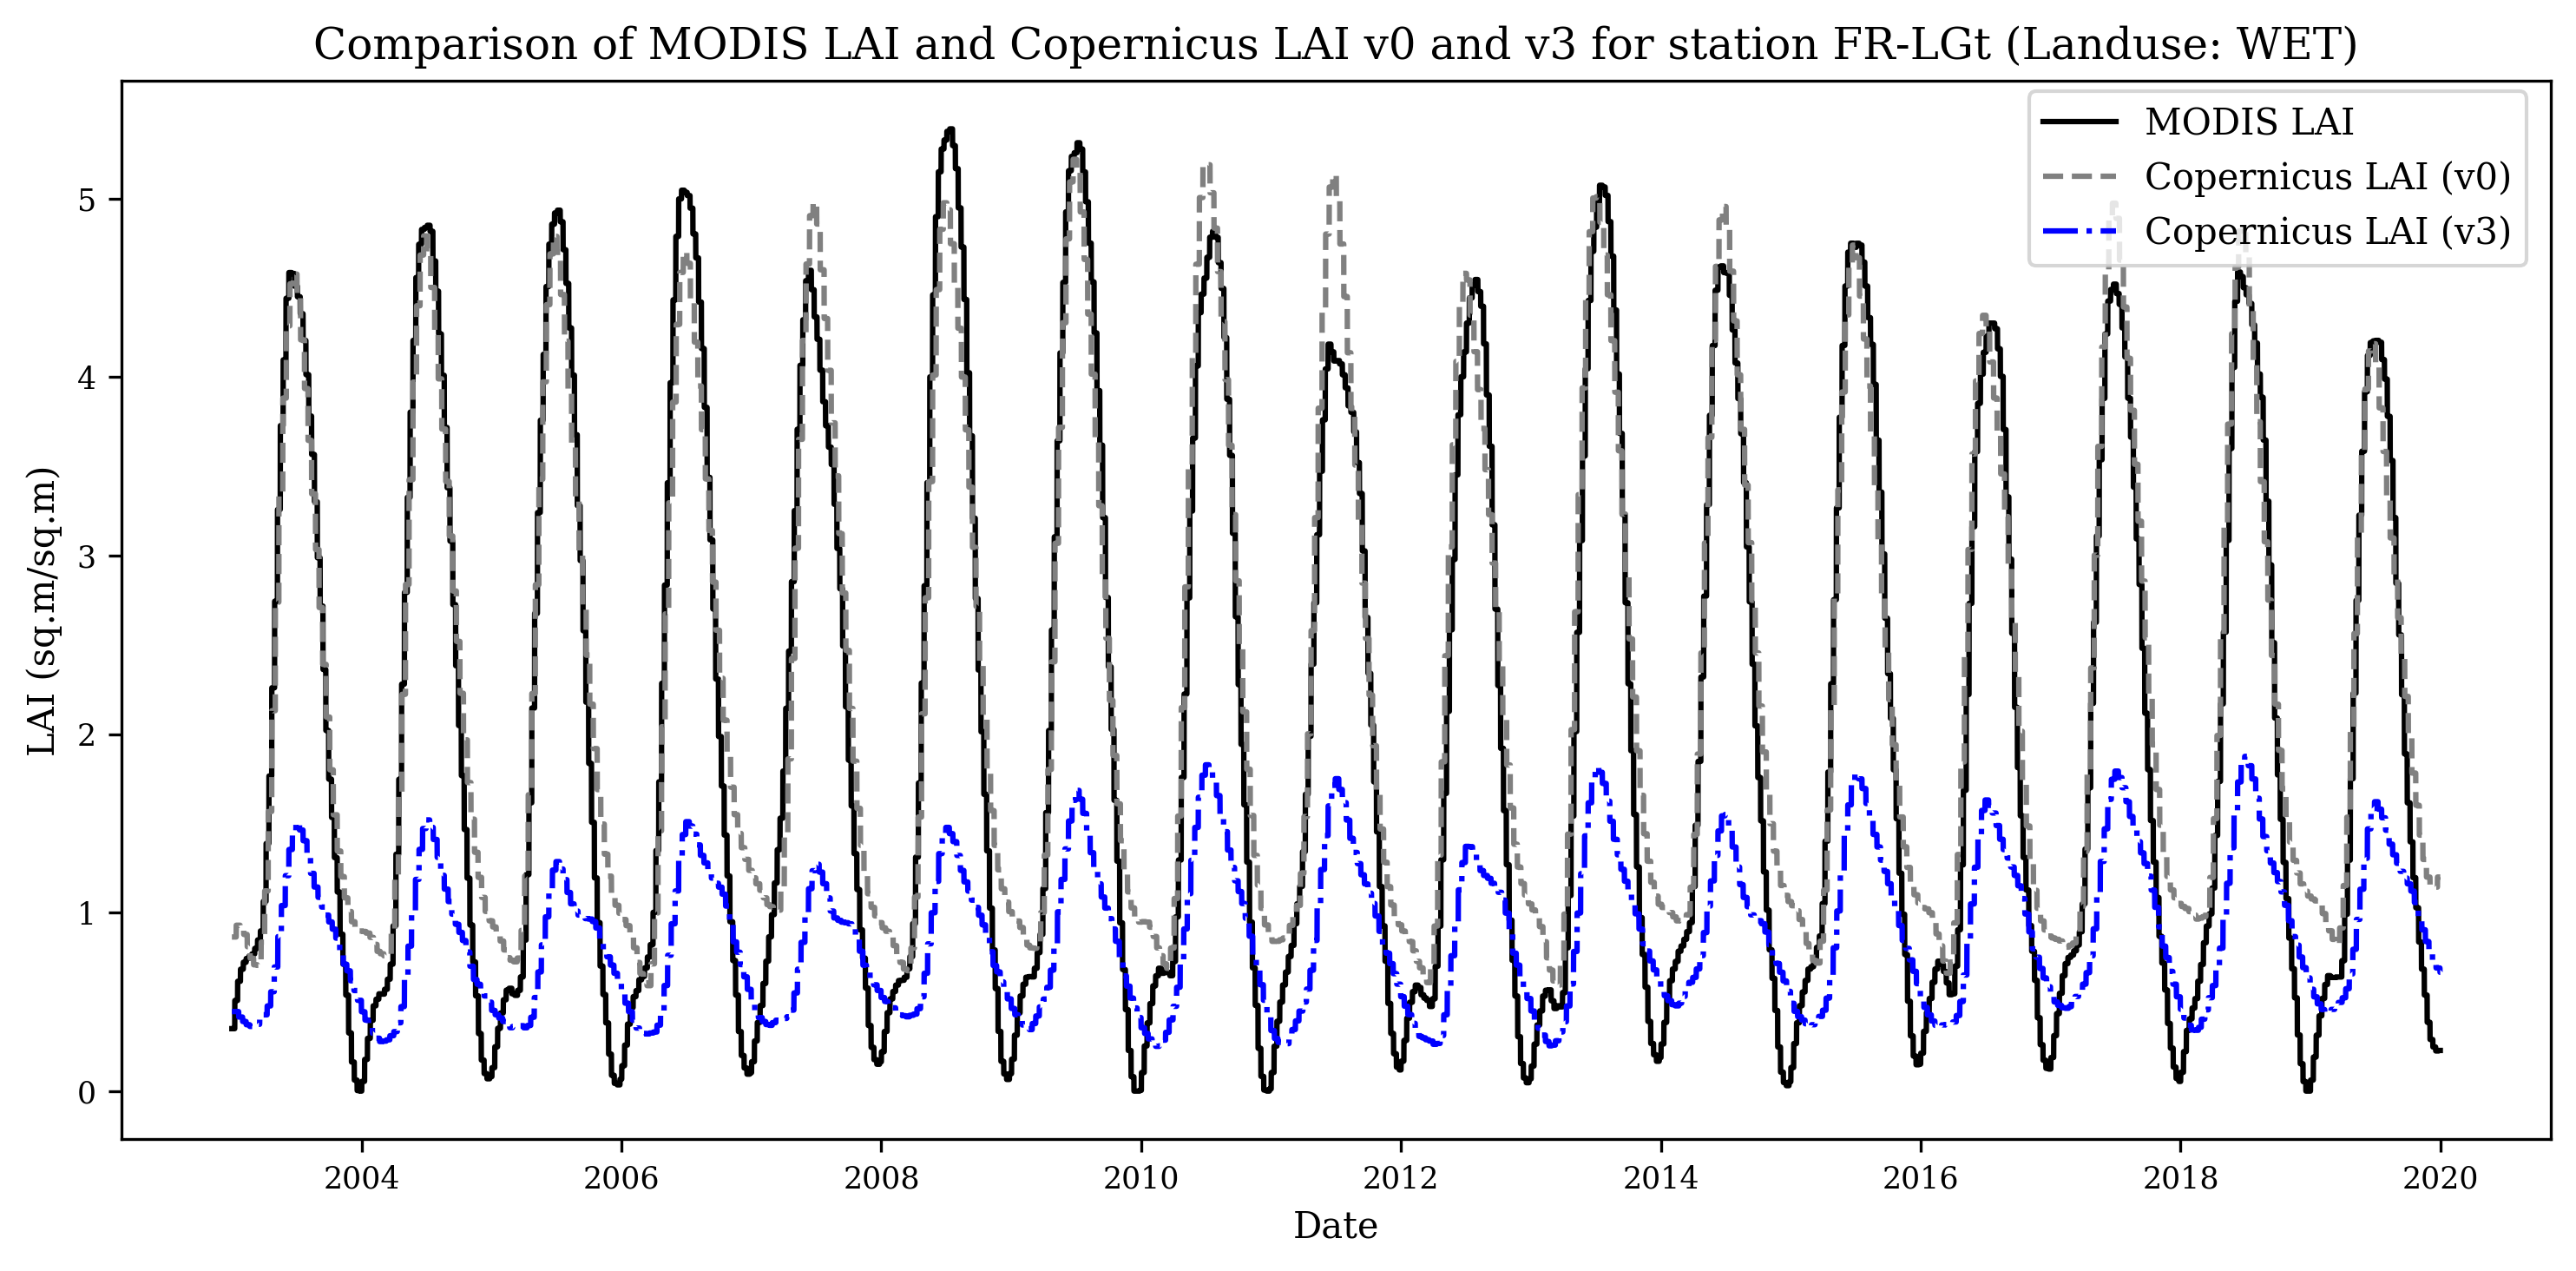 Comparison of MODIS LAI and Copernicus LAI v0 and v3 for station FR-LGt (Landuse: WET)
MODIS LAI
Copernicus LAI (v0)
Copernicus LAI (v3)
LAI (sq.m/sq.m)
5
4
3
2
1
0
2004 2006 2008 2010 2012 2014 2016 2018 2020
Date